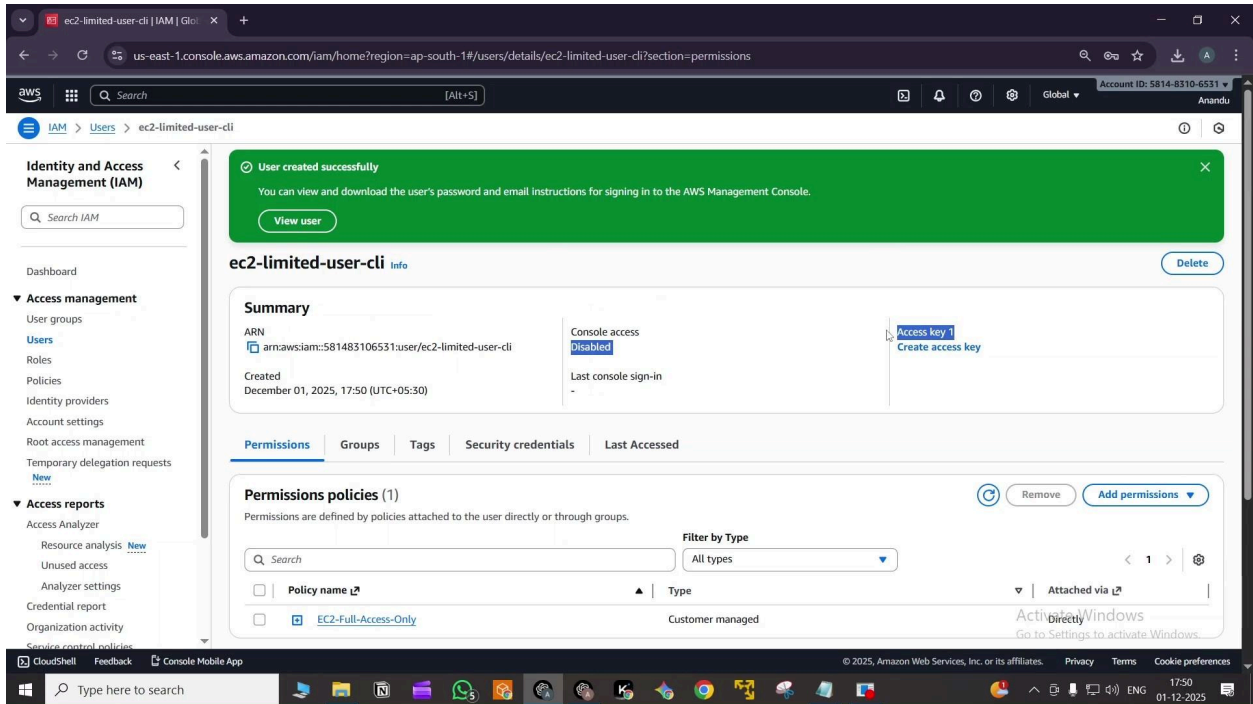 ec2-limited-user-cli | IAM | Glob
us-east-1.console.aws.amazon.com/iam/home?region=ap-south-1#/users/details/ec2-limited-user-cli?section=permissions
A
aws
Search [Alt+S]
Global
Account ID: 5814-8310-6531
Anandu
IAM > Users > ec2-limited-user-cli
Identity and Access Management (IAM)
Search IAM
Dashboard
Access management
User groups
Users
Roles
Policies
Identity providers
Account settings
Root access management
Temporary delegation requests
New
Access reports
Access Analyzer
Resource analysis New
Unused access
Analyzer settings
Credential report
Organization activity
Service control policies
User created successfully
You can view and download the user's password and email instructions for signing in to the AWS Management Console.
View user
ec2-limited-user-cli Info
Delete
Summary
ARN
arn:aws:iam::581483106531:user/ec2-limited-user-cli
Created
December 01, 2025, 17:50 (UTC+05:30)
Console access
Disabled
Last console sign-in
-
Access key 1
Create access key
Permissions Groups Tags Security credentials Last Accessed
Permissions policies (1)
Remove
Add permissions
Permissions are defined by policies attached to the user directly or through groups.
Filter by Type
Search
All types
1
Policy name Type Attached via
EC2-Full-Access-Only Customer managed Directly
Activate Windows
Go to Settings to activate Windows.
CloudShell Feedback Console Mobile App
© 2025, Amazon Web Services, Inc. or its affiliates. Privacy Terms Cookie preferences
Type here to search
ENG
17:50
01-12-2025